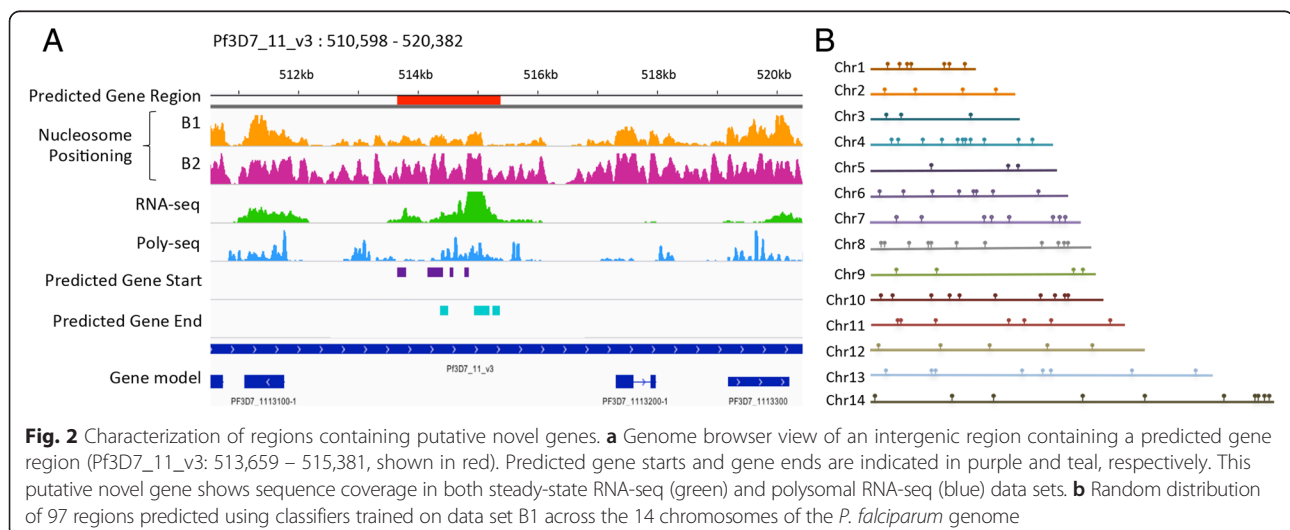 A
Pf3D7_11_v3 : 510,598 - 520,382
512kb 514kb 516kb 518kb 520kb
Predicted Gene Region
Nucleosome Positioning
B1
B2
RNA-seq
Poly-seq
Predicted Gene Start
Predicted Gene End
Pf3D7_11_v3
Gene model
PF3D7_1113100-1 PF3D7_1113200-1 PF3D7_1113300
B
Chr1
Chr2
Chr3
Chr4
Chr5
Chr6
Chr7
Chr8
Chr9
Chr10
Chr11
Chr12
Chr13
Chr14
Fig. 2 Characterization of regions containing putative novel genes. a Genome browser view of an intergenic region containing a predicted gene
region (Pf3D7_11_v3: 513,659 – 515,381, shown in red). Predicted gene starts and gene ends are indicated in purple and teal, respectively. This
putative novel gene shows sequence coverage in both steady-state RNA-seq (green) and polysomal RNA-seq (blue) data sets. b Random distribution
of 97 regions predicted using classifiers trained on data set B1 across the 14 chromosomes of the P. falciparum genome